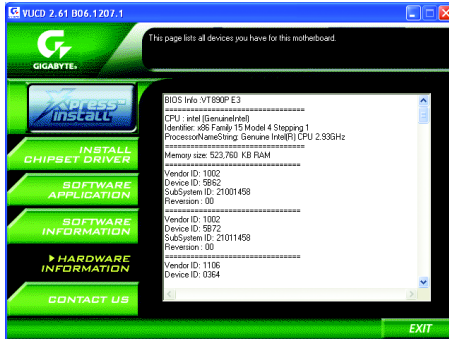 VUCD 2.61 B06.1207.1
GIGABYTE
This page lists all devices you have for this motherboard.
Xpress™
INSTALL
INSTALL
CHIPSET DRIVER
SOFTWARE
APPLICATION
SOFTWARE
INFORMATION
HARDWARE
INFORMATION
CONTACT US
BIOS Info :VT890P E3
================================
CPU : intel (GenuineIntel)
Identifier: x86 Family 15 Model 4 Stepping 1
ProcessorNameString: Genuine Intel(R) CPU 2.93GHz
================================
Memory size: 523,760 KB RAM
===============================
Vendor ID: 1002
Device ID: 5B62
SubSystem ID: 21001458
Reversion : 00
===============================
Vendor ID: 1002
Device ID: 5B72
SubSystem ID: 21011458
Reversion : 00
===============================
Vendor ID: 1106
Device ID: 0364
EXIT